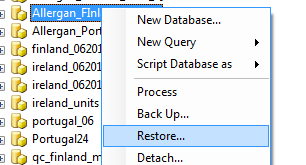 Allergan_Finl
Allergan_Port
finland_06201
ireland_06201
ireland_06201
ireland_units
portugal_06
Portugal24
qc_finland_m
New Database...
New Query
Script Database as
Process
Back Up...
Restore...
Detach...